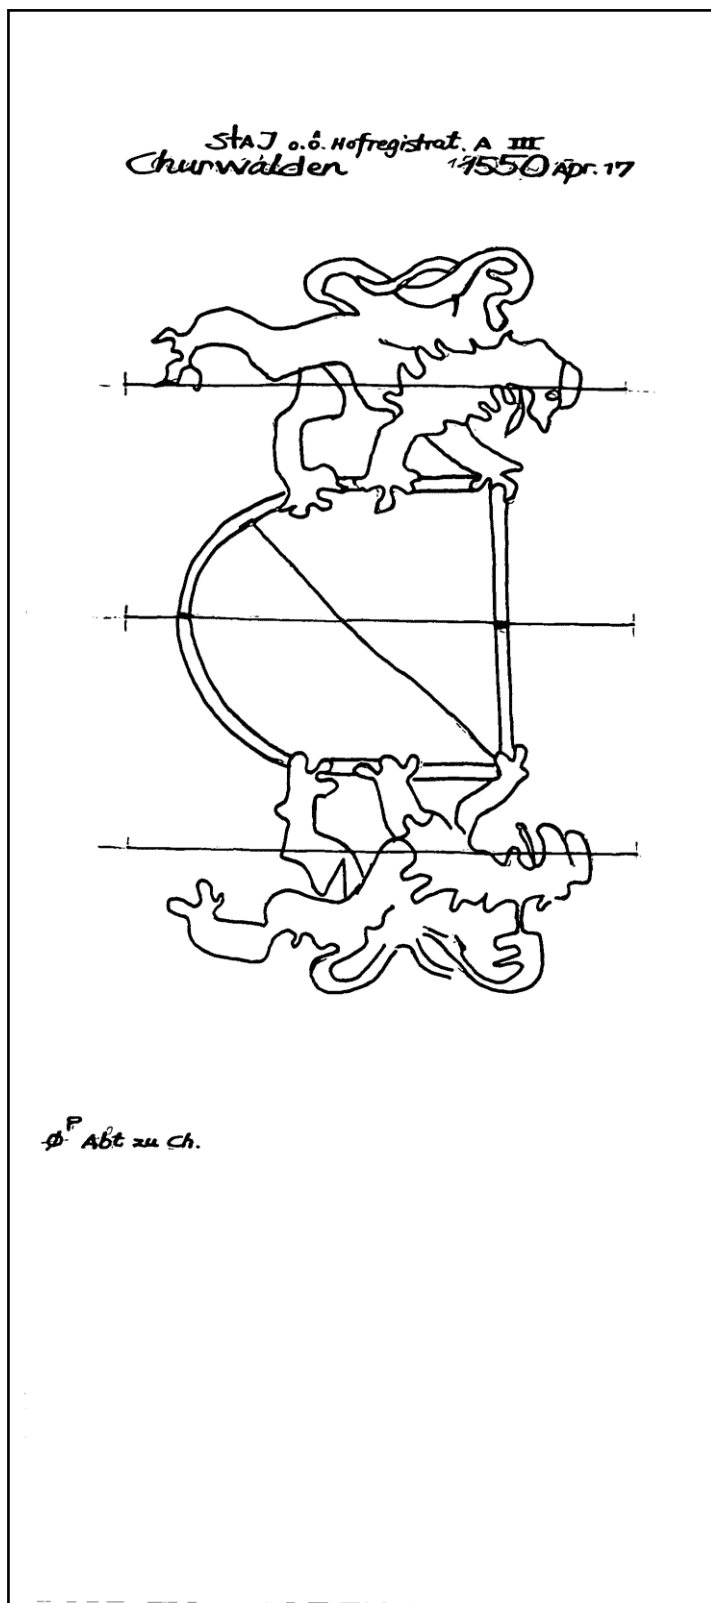 StAJ o.ö. Hofregistrat. A III
Churwalden 1550 Apr. 17
Ø P Abt zu Ch.